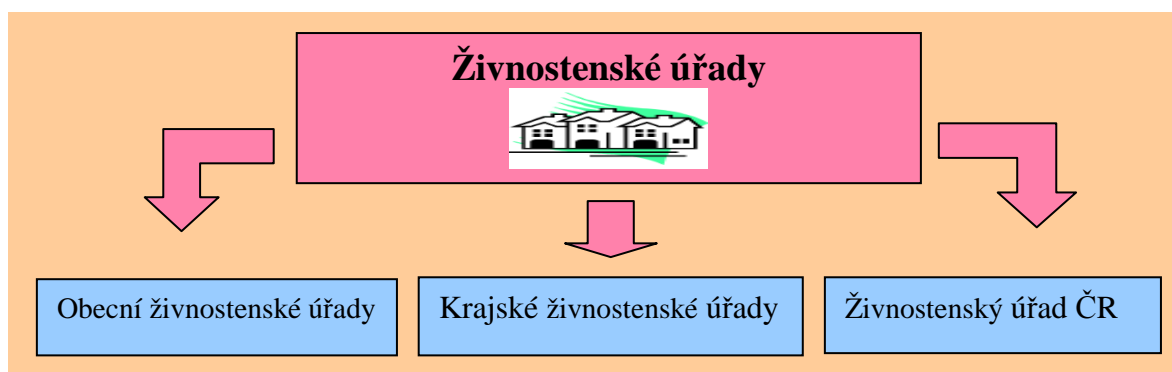 Živnostenské úřady
Obecní živnostenské úřady
Krajské živnostenské úřady
Živnostenský úřad ČR